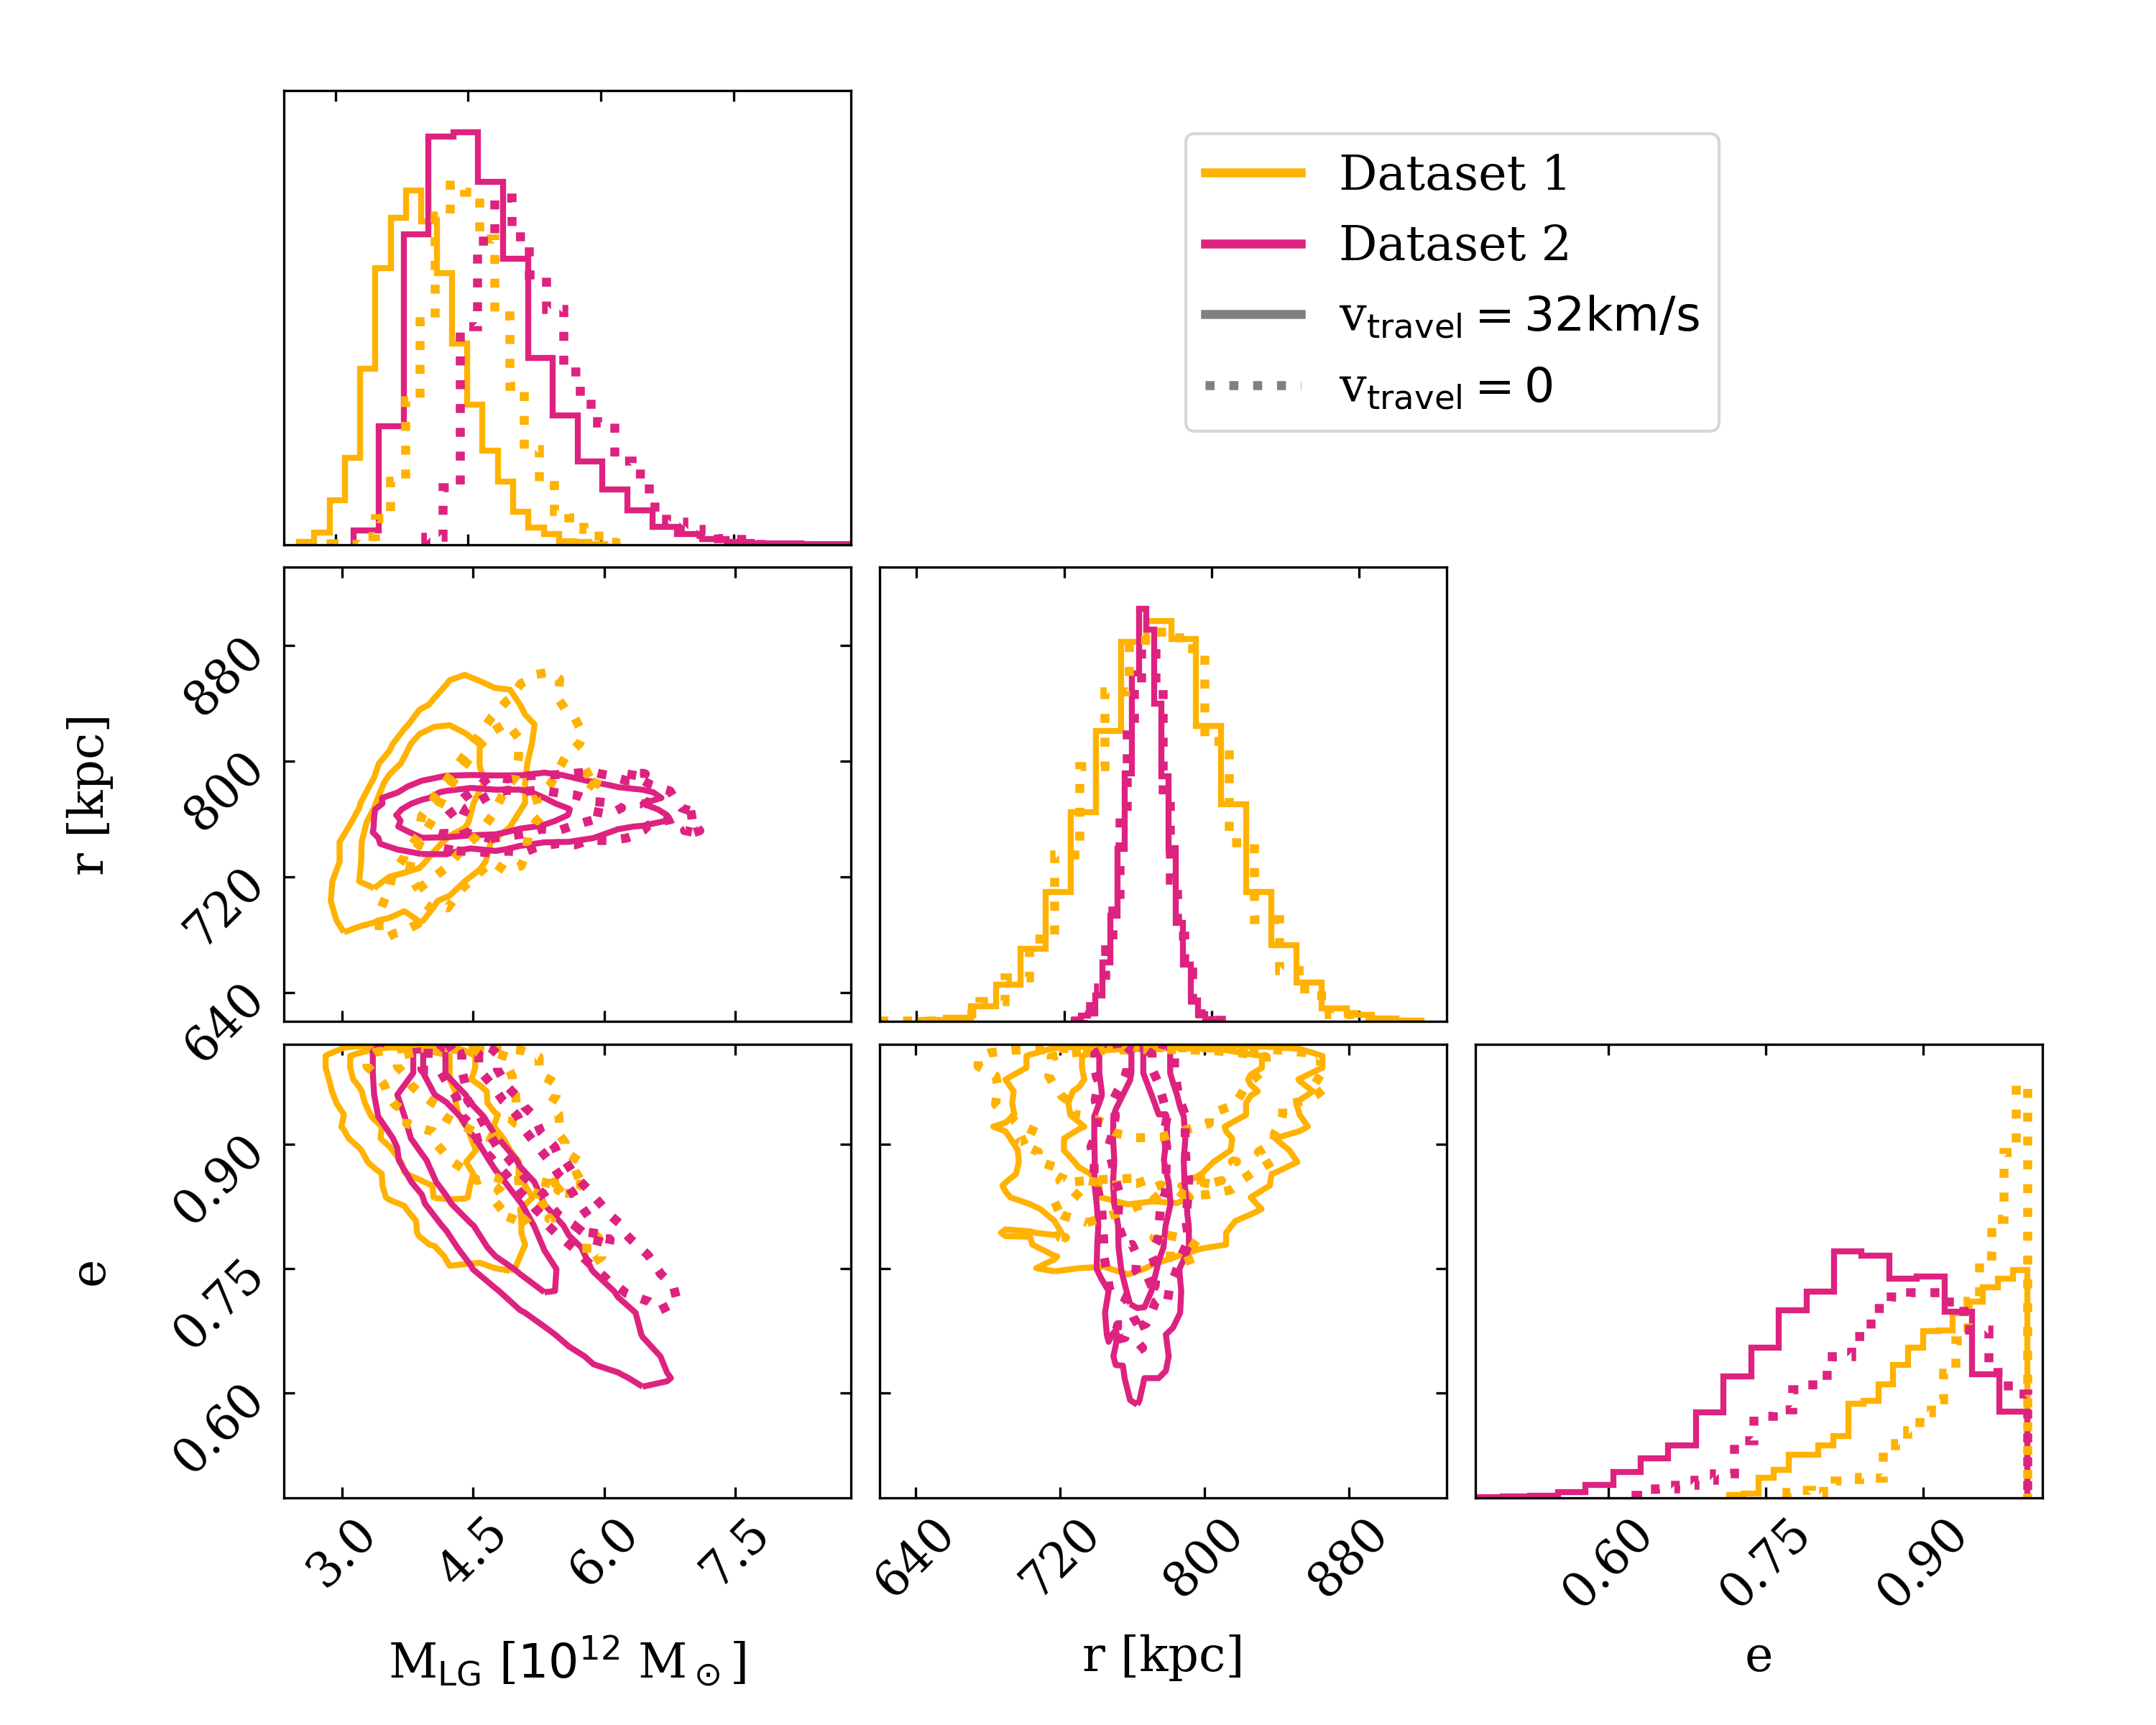 Dataset 1
Dataset 2
v_travel = 32km/s
v_travel = 0
r [kpc]
880
800
720
640
e
0.90
0.75
0.60
3.0 4.5 6.0 7.5
640 720 800 880
0.60 0.75 0.90
M_LG [10^12 M_⊙]
r [kpc]
e